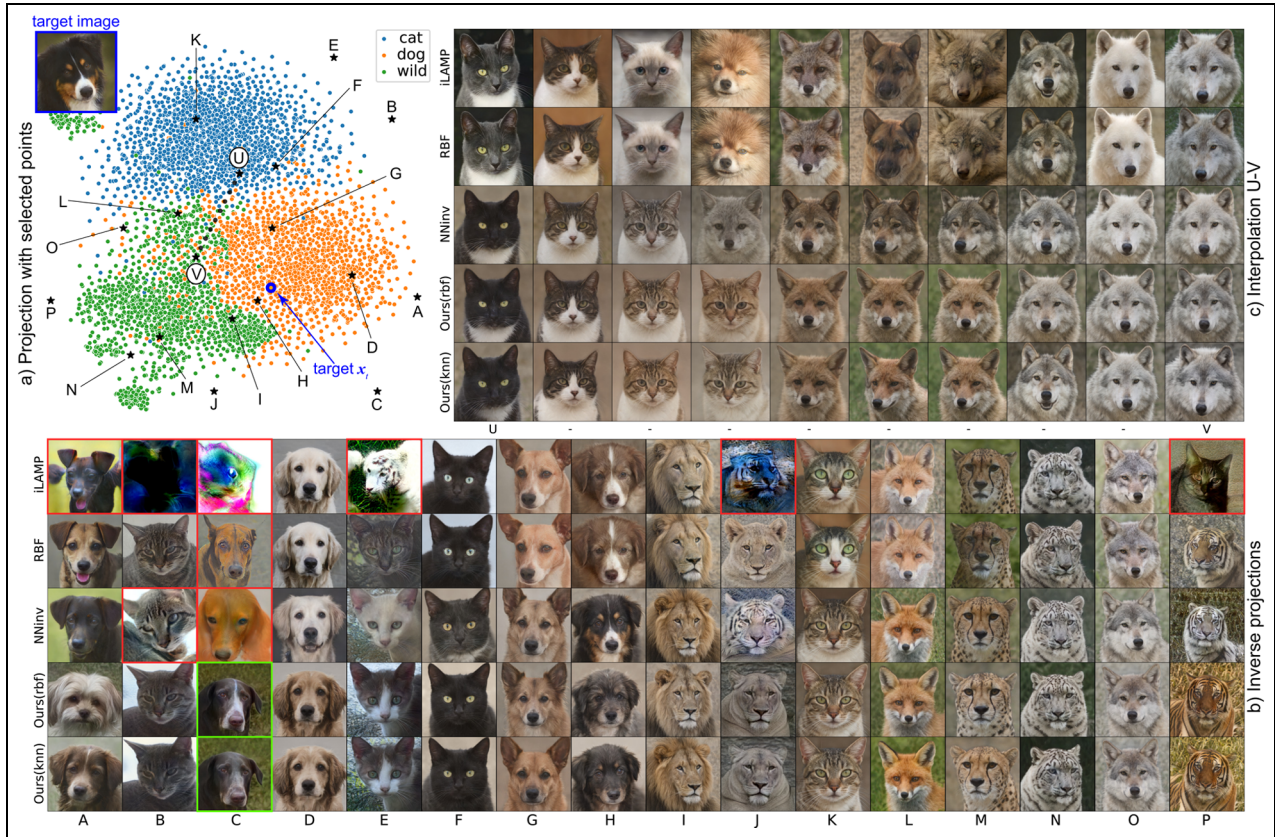 target image
cat
dog
wild
K
E
F
B
U
G
L
O
V
P
A
D
N
M
J
I
H
C
target x_t
a) Projection with selected points
iLAMP
RBF
NNinv
Ours(rbf)
Ours(knn)
U - - - - - - - V
c) Interpolation U-V
iLAMP
RBF
NNinv
Ours(rbf)
Ours(knn)
A B C D E F G H I J K L M N O P
b) Inverse projections